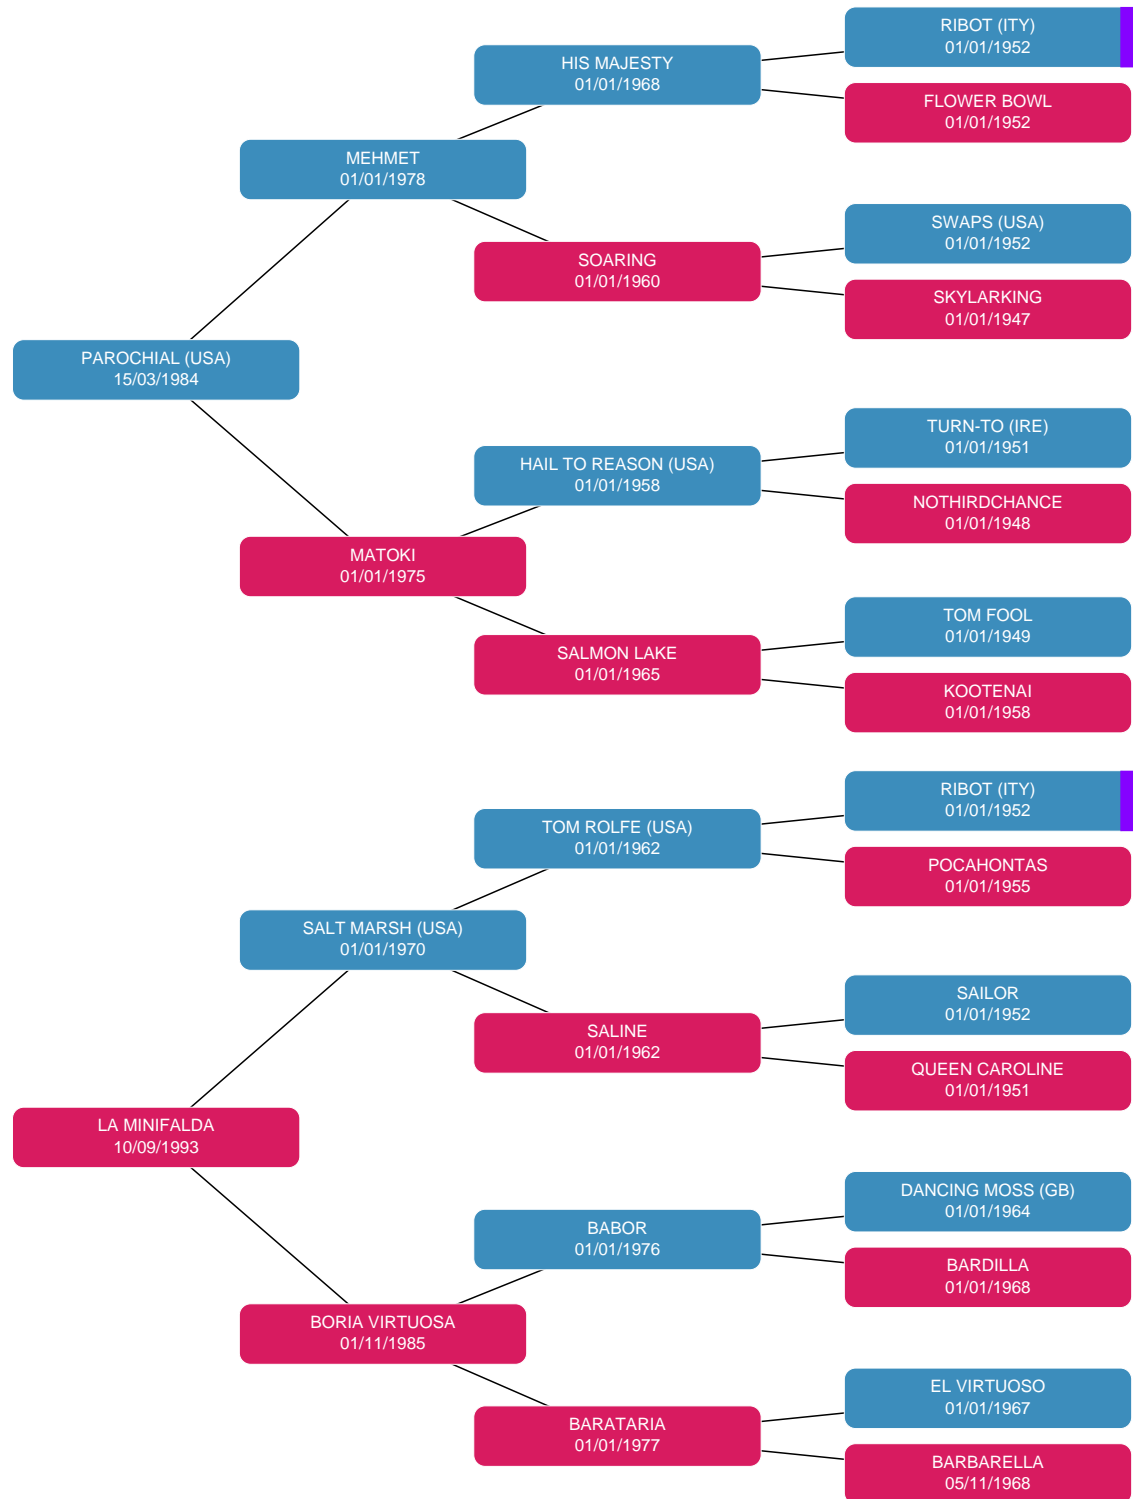 RIBOT (ITY)
01/01/1952
HIS MAJESTY
01/01/1968
FLOWER BOWL
01/01/1952
MEHMET
01/01/1978
SWAPS (USA)
01/01/1952
SOARING
01/01/1960
SKYLARKING
01/01/1947
PAROCHIAL (USA)
15/03/1984
TURN-TO (IRE)
01/01/1951
HAIL TO REASON (USA)
01/01/1958
NOTHIRDCHANCE
01/01/1948
MATOKI
01/01/1975
TOM FOOL
01/01/1949
SALMON LAKE
01/01/1965
KOOTENAI
01/01/1958
RIBOT (ITY)
01/01/1952
TOM ROLFE (USA)
01/01/1962
POCAHONTAS
01/01/1955
SALT MARSH (USA)
01/01/1970
SAILOR
01/01/1952
SALINE
01/01/1962
QUEEN CAROLINE
01/01/1951
LA MINIFALDA
10/09/1993
DANCING MOSS (GB)
01/01/1964
BABOR
01/01/1976
BARDILLA
01/01/1968
BORIA VIRTUOSA
01/11/1985
EL VIRTUOSO
01/01/1967
BARATARIA
01/01/1977
BARBARELLA
05/11/1968